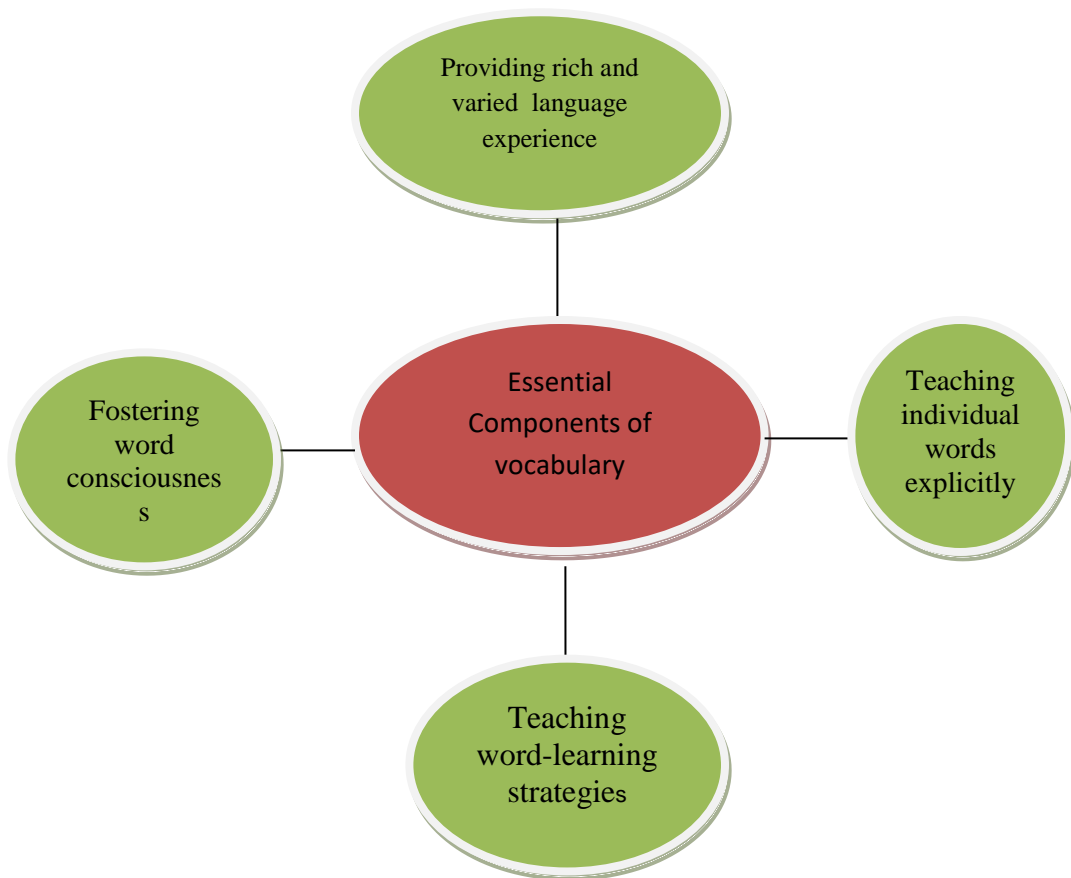 Providing rich and
varied language
experience
Essential
Components of
vocabulary
Fostering
word
consciousnes
s
Teaching
individual
words
explicitly
Teaching
word-learning
strategies